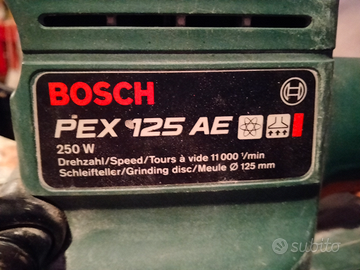 BOSCH
PEX 125 AE
250 W
Drehzahl/Speed/Tours à vide 11 000 1/min
Schleifteller/Grinding disc/Meule Ø 125 mm
subito